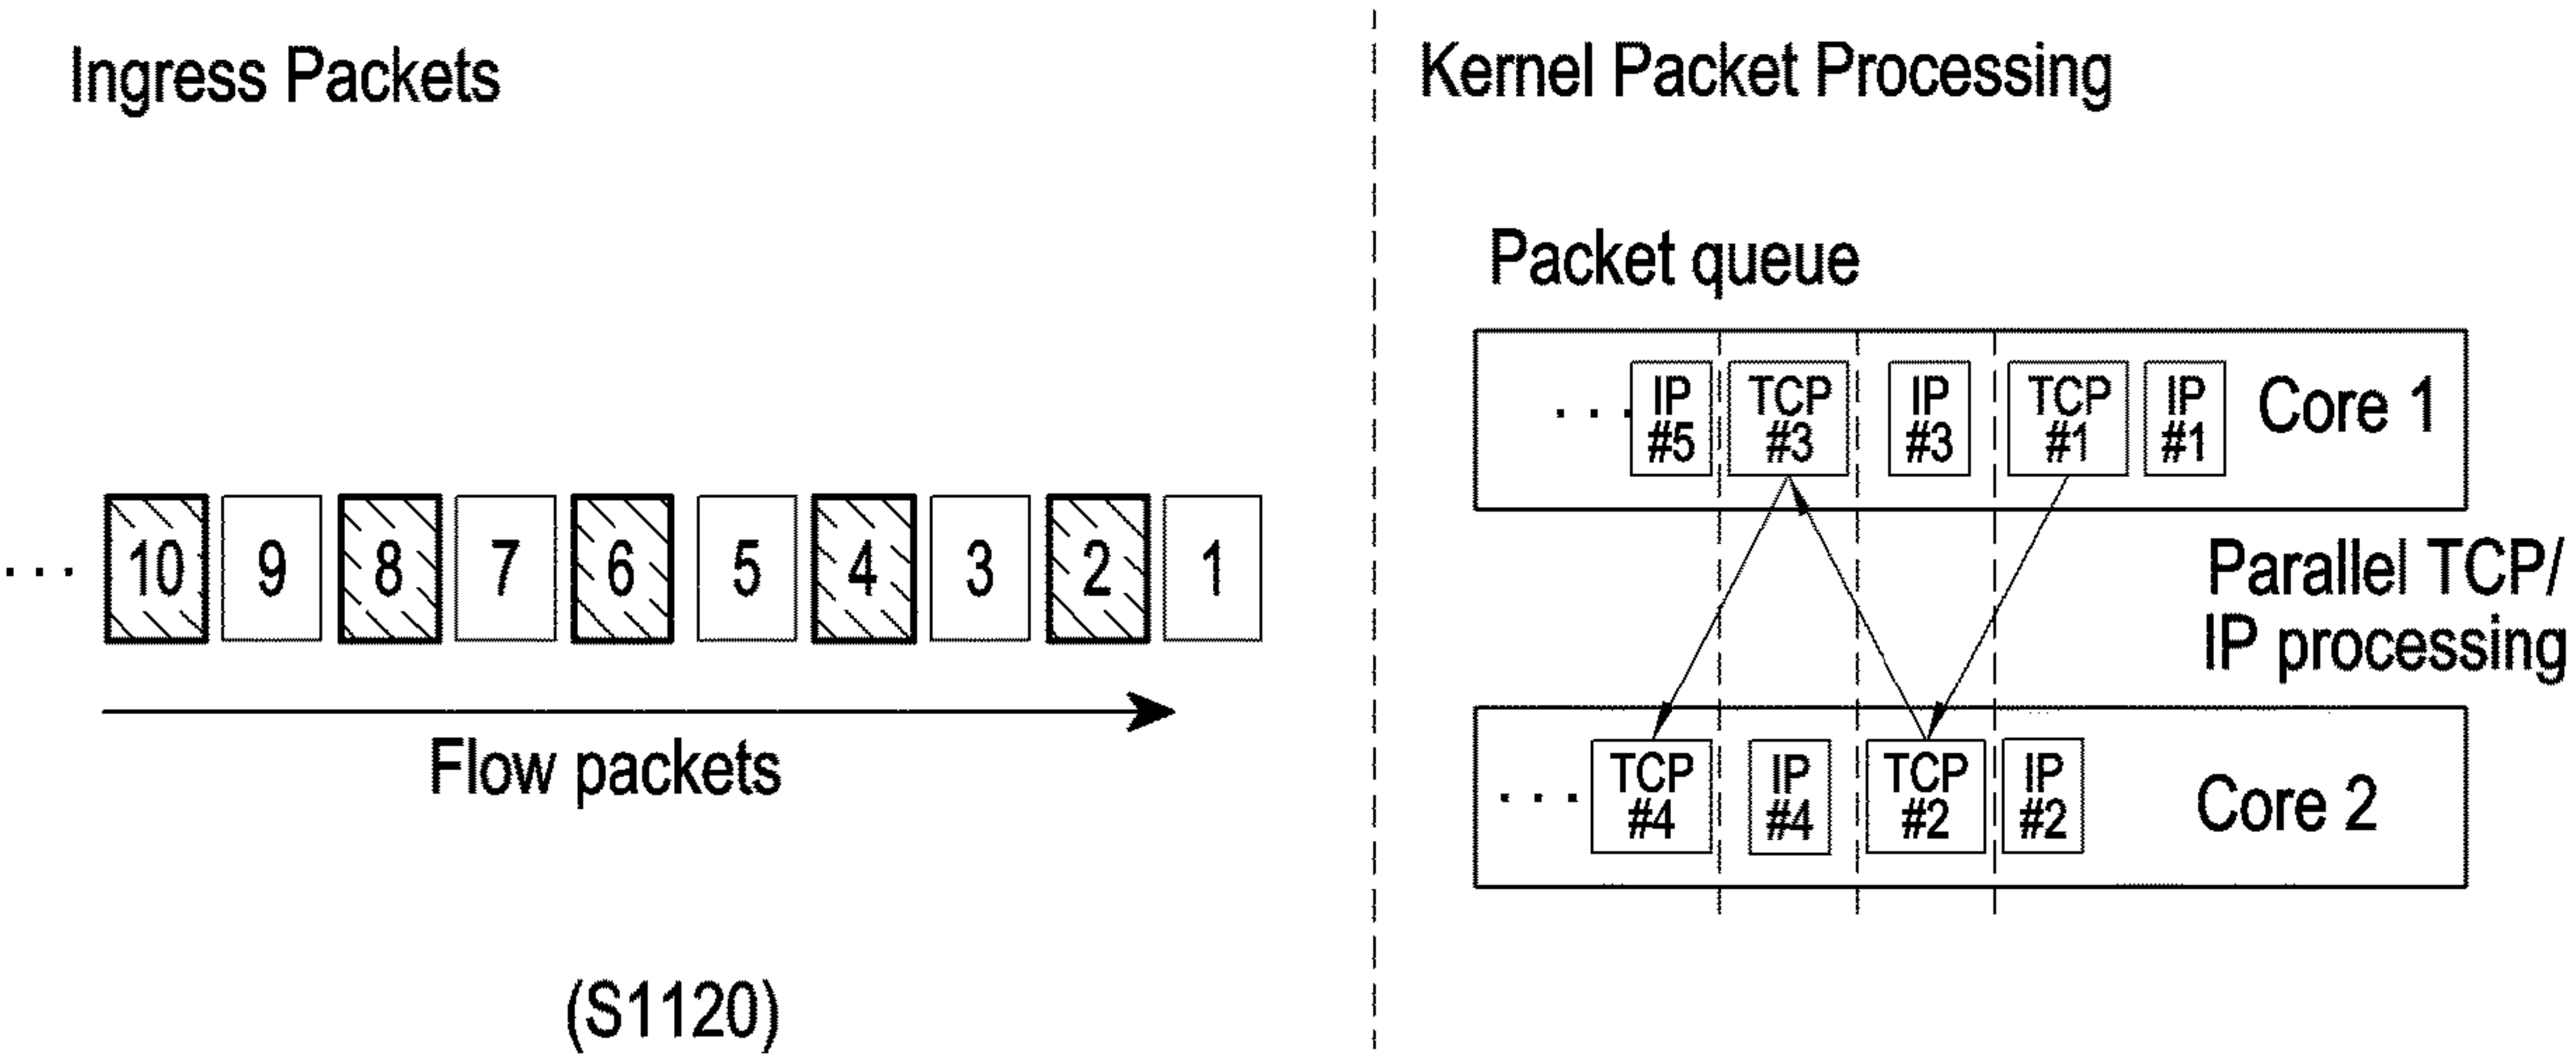 Ingress Packets
... 10 9 8 7 6 5 4 3 2 1
Flow packets
(S1120)
Kernel Packet Processing
Packet queue
... IP #5 TCP #3 IP #3 TCP #1 IP #1 Core 1
Parallel TCP/
IP processing
... TCP #4 IP #4 TCP #2 IP #2 Core 2